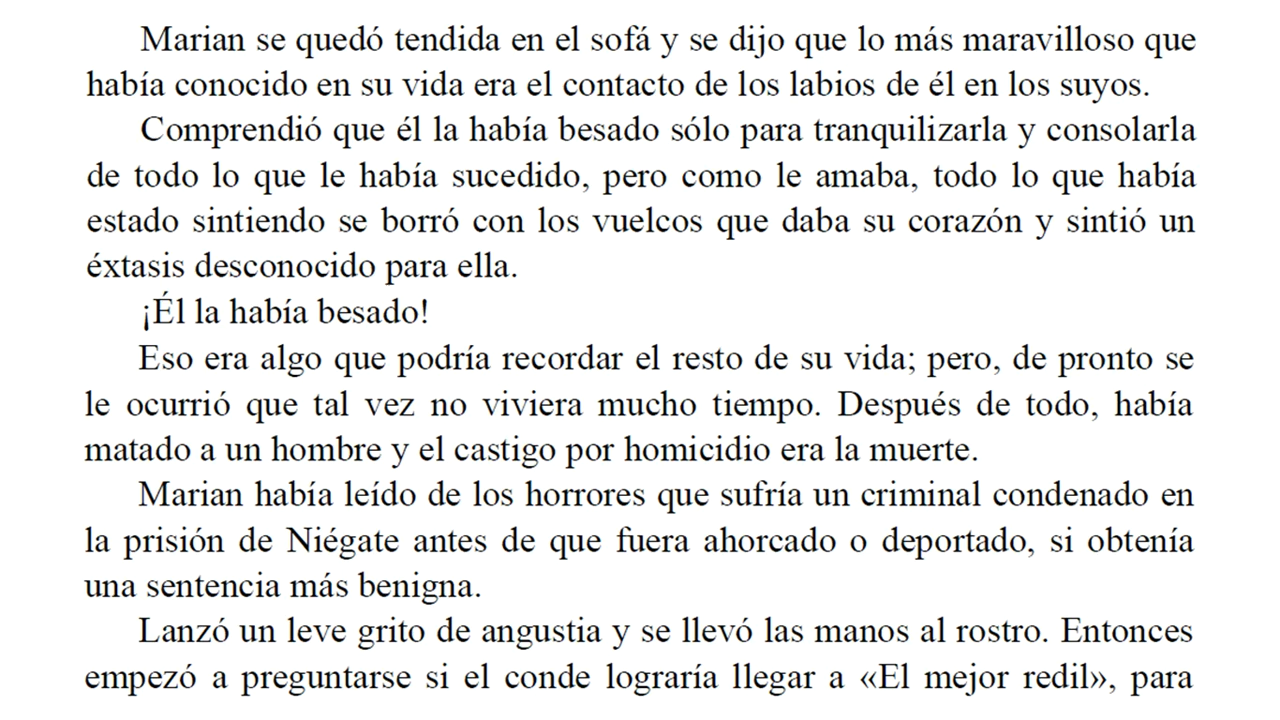 Marian se quedó tendida en el sofá y se dijo que lo más maravilloso que
había conocido en su vida era el contacto de los labios de él en los suyos.
Comprendió que él la había besado sólo para tranquilizarla y consolarla
de todo lo que le había sucedido, pero como le amaba, todo lo que había
estado sintiendo se borró con los vuelcos que daba su corazón y sintió un
éxtasis desconocido para ella.
¡Él la había besado!
Eso era algo que podría recordar el resto de su vida; pero, de pronto se
le ocurrió que tal vez no viviera mucho tiempo. Después de todo, había
matado a un hombre y el castigo por homicidio era la muerte.
Marian había leído de los horrores que sufría un criminal condenado en
la prisión de Niégate antes de que fuera ahorcado o deportado, si obtenía
una sentencia más benigna.
Lanzó un leve grito de angustia y se llevó las manos al rostro. Entonces
empezó a preguntarse si el conde lograría llegar a «El mejor redil», para